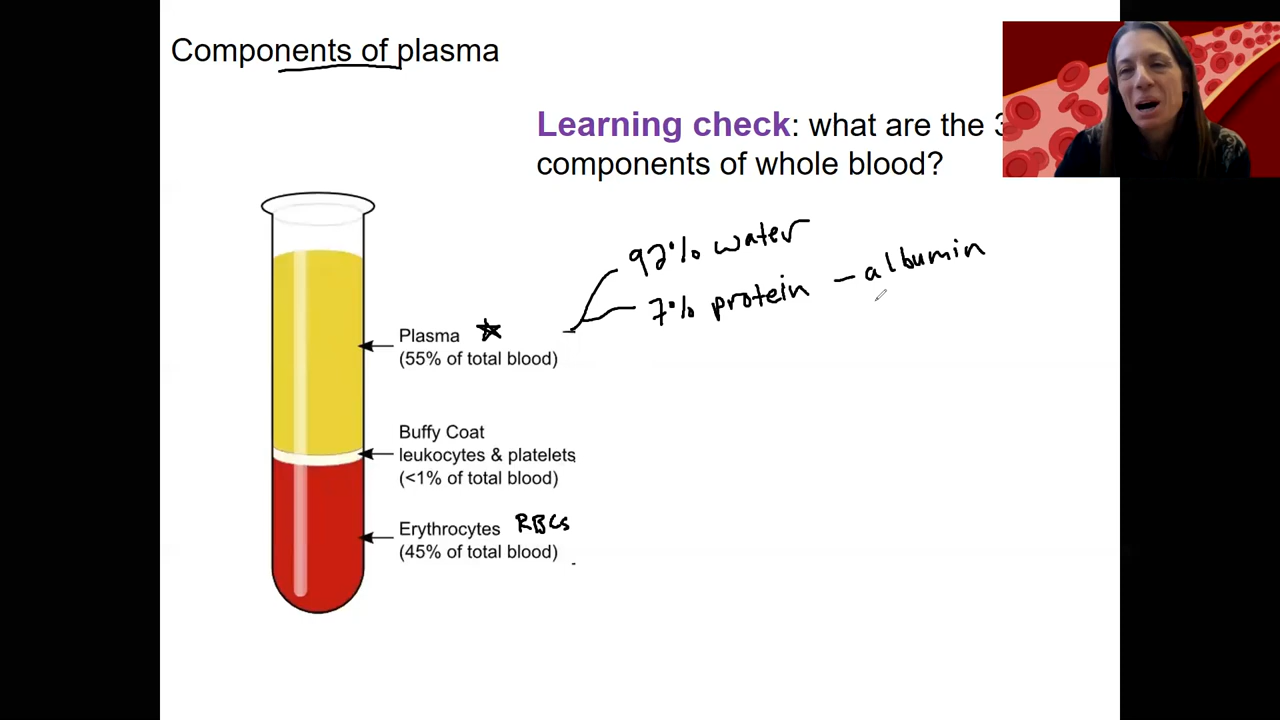 Components of plasma
Learning check: what are the 3
components of whole blood?
92% water
7% protein – albumin
Plasma
(55% of total blood)
Buffy Coat
leukocytes & platelets
(<1% of total blood)
Erythrocytes RBCs
(45% of total blood)